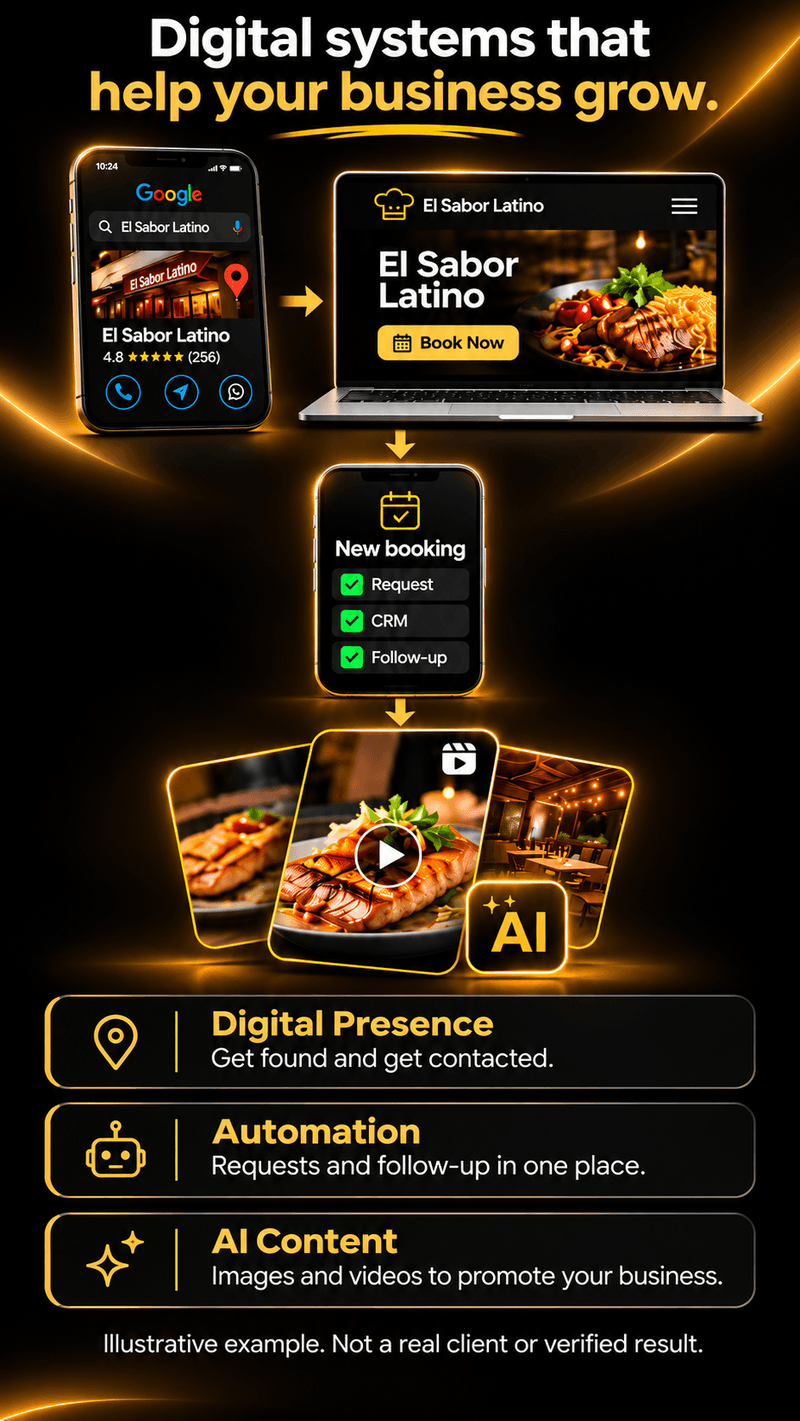 Digital systems that
help your business grow.
10:24
Google
El Sabor Latino
El Sabor Latino
El Sabor Latino
4.8 ★★★★★ (256)
El Sabor Latino
El Sabor
Latino
Book Now
New booking
Request
CRM
Follow-up
AI
Digital Presence
Get found and get contacted.
Automation
Requests and follow-up in one place.
AI Content
Images and videos to promote your business.
Illustrative example. Not a real client or verified result.